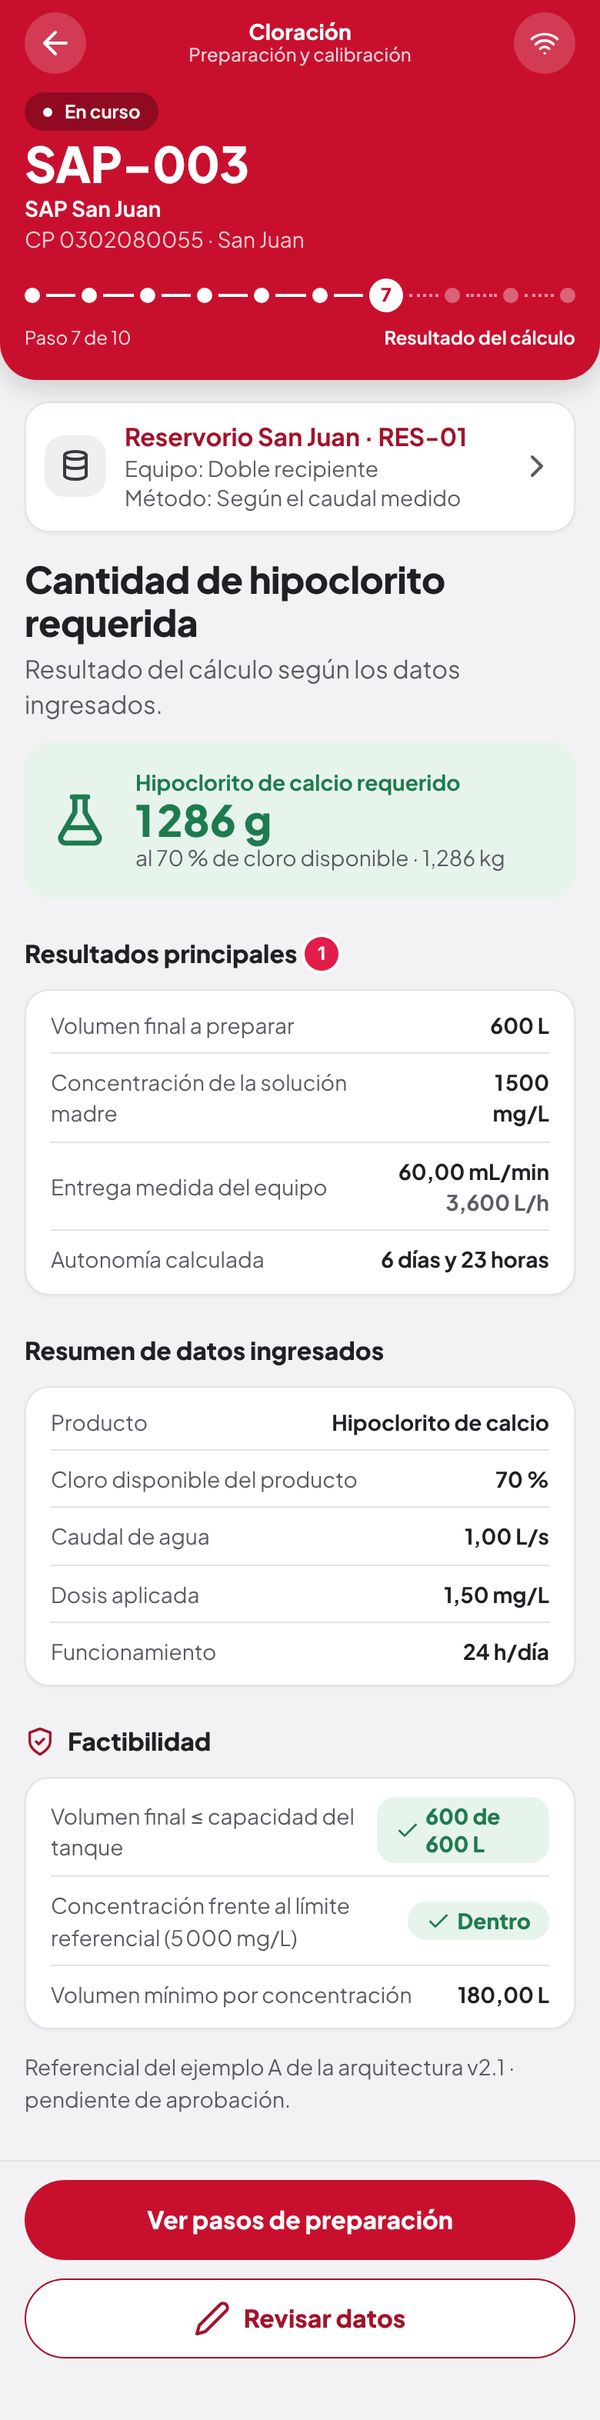 Cloración
Preparación y calibración
En curso
SAP-003
SAP San Juan
CP 0302080055 · San Juan
7
Paso 7 de 10
Resultado del cálculo
Reservorio San Juan · RES-01
Equipo: Doble recipiente
Método: Según el caudal medido
Cantidad de hipoclorito
requerida
Resultado del cálculo según los datos
ingresados.
Hipoclorito de calcio requerido
1 286 g
al 70 % de cloro disponible · 1,286 kg
Resultados principales 1
Volumen final a preparar
600 L
Concentración de la solución
madre
1 500
mg/L
Entrega medida del equipo
60,00 mL/min
3,600 L/h
Autonomía calculada
6 días y 23 horas
Resumen de datos ingresados
Producto
Hipoclorito de calcio
Cloro disponible del producto
70 %
Caudal de agua
1,00 L/s
Dosis aplicada
1,50 mg/L
Funcionamiento
24 h/día
Factibilidad
Volumen final ≤ capacidad del
tanque
600 de
600 L
Concentración frente al límite
referencial (5 000 mg/L)
Dentro
Volumen mínimo por concentración
180,00 L
Referencial del ejemplo A de la arquitectura v2.1 ·
pendiente de aprobación.
Ver pasos de preparación
Revisar datos